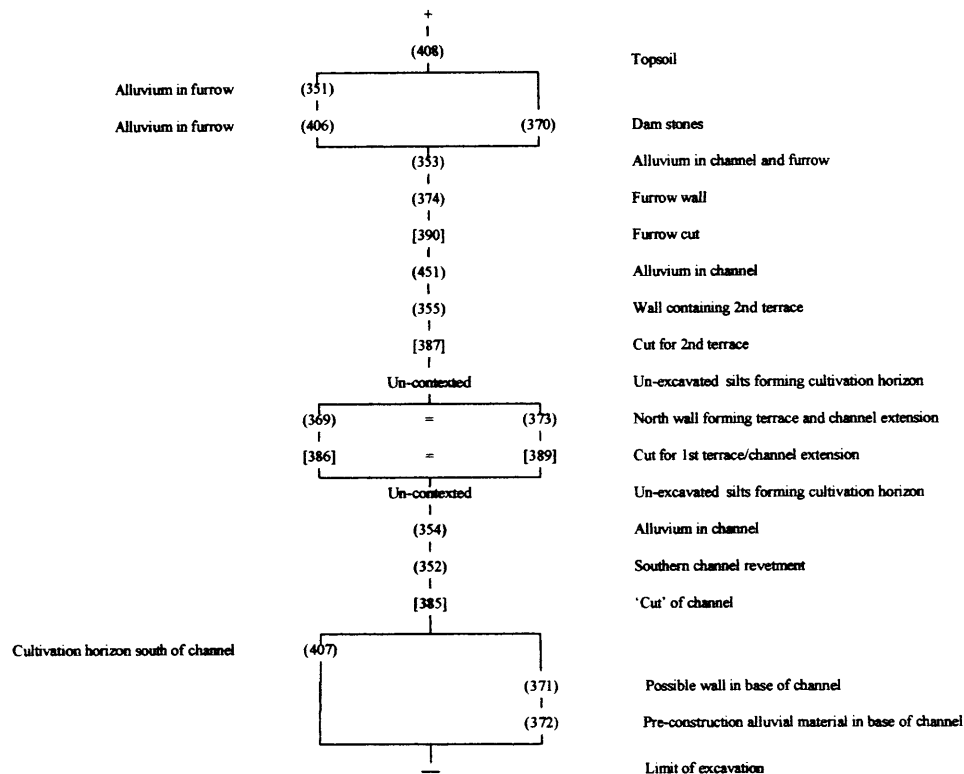 +
(408) Topsoil
Alluvium in furrow (351)
Alluvium in furrow (406) (370) Dam stones
(353) Alluvium in channel and furrow
(374) Furrow wall
[390] Furrow cut
(451) Alluvium in channel
(355) Wall containing 2nd terrace
[387] Cut for 2nd terrace
Un-contexted Un-excavated silts forming cultivation horizon
(369) = (373) North wall forming terrace and channel extension
[386] = [389] Cut for 1st terrace/channel extension
Un-contexted Un-excavated silts forming cultivation horizon
(354) Alluvium in channel
(352) Southern channel revetment
[385] ‘Cut’ of channel
Cultivation horizon south of channel (407)
(371) Possible wall in base of channel
(372) Pre-construction alluvial material in base of channel
Limit of excavation